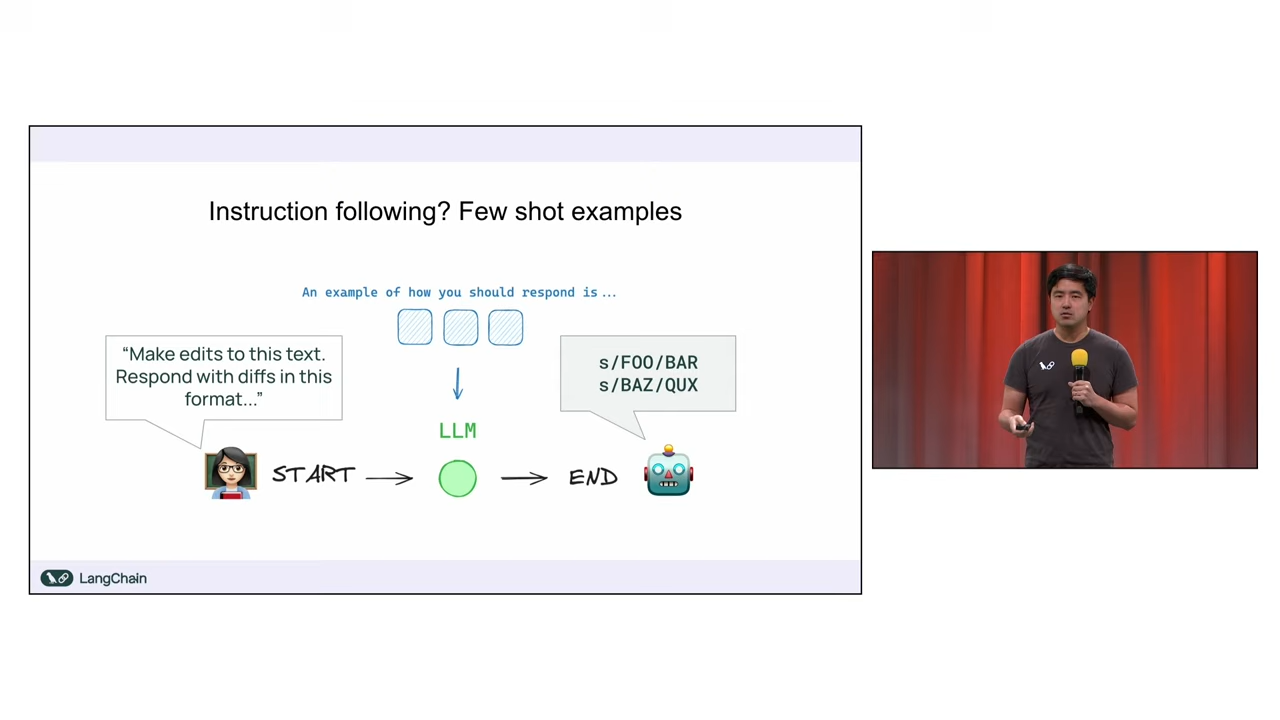 Instruction following? Few shot examples
An example of how you should respond is...
“Make edits to this text.
Respond with diffs in this
format...”
s/FOO/BAR
s/BAZ/QUX
LLM
START
END
LangChain